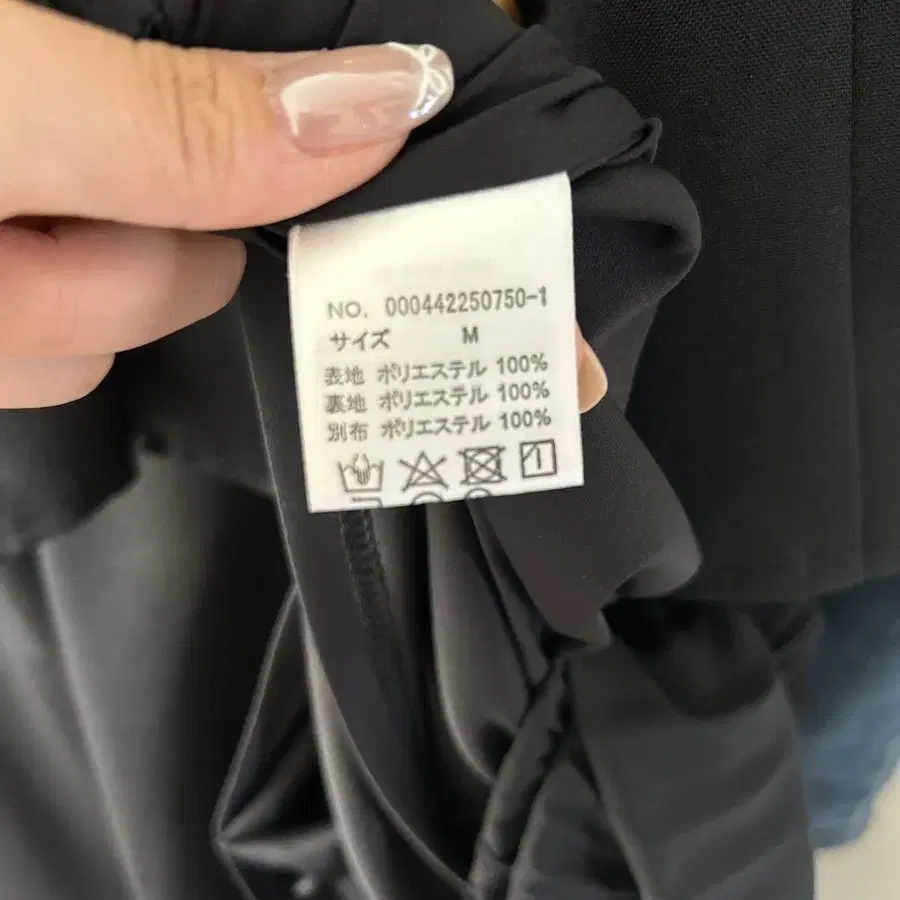 NO. 000442250750-1
サイズ M
表地 ポリエステル 100%
裏地 ポリエステル 100%
別布 ポリエステル 100%